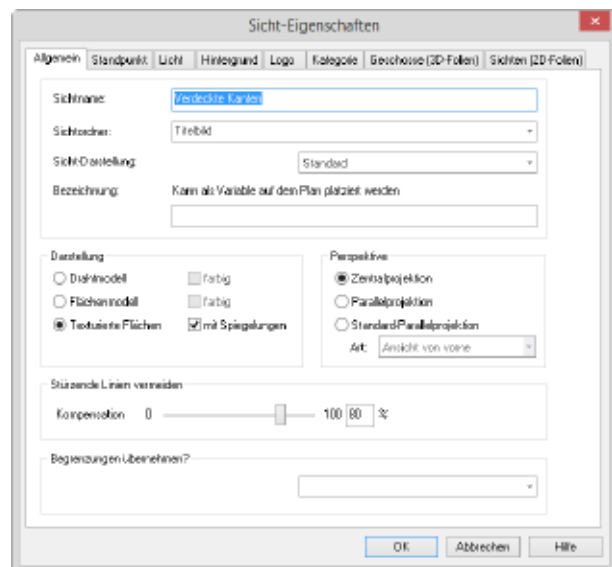 Sicht-Eigenschaften
Allgemein Standpunkt Licht Hintergrund Logo Kategorie Geschosse (3D-Folien) Sichten (2D-Folien)
Sichtname: Verdeckte Kanten
Sichtordner: Titelbild
Sicht-Darstellung: Standard
Bezeichnung: Kann als Variable auf dem Plan platziert werden
Darstellung
Drahtmodell farbig
Flächenmodell farbig
Texturierte Flächen mit Spiegelungen
Perspektive
Zentralprojektion
Parallelprojektion
Standard-Parallelprojektion
Art: Ansicht von vorne
Stürzende Linien vermeiden
Kompensation 0 100 80 %
Begrenzungen übernehmen?
OK Abbrechen Hilfe